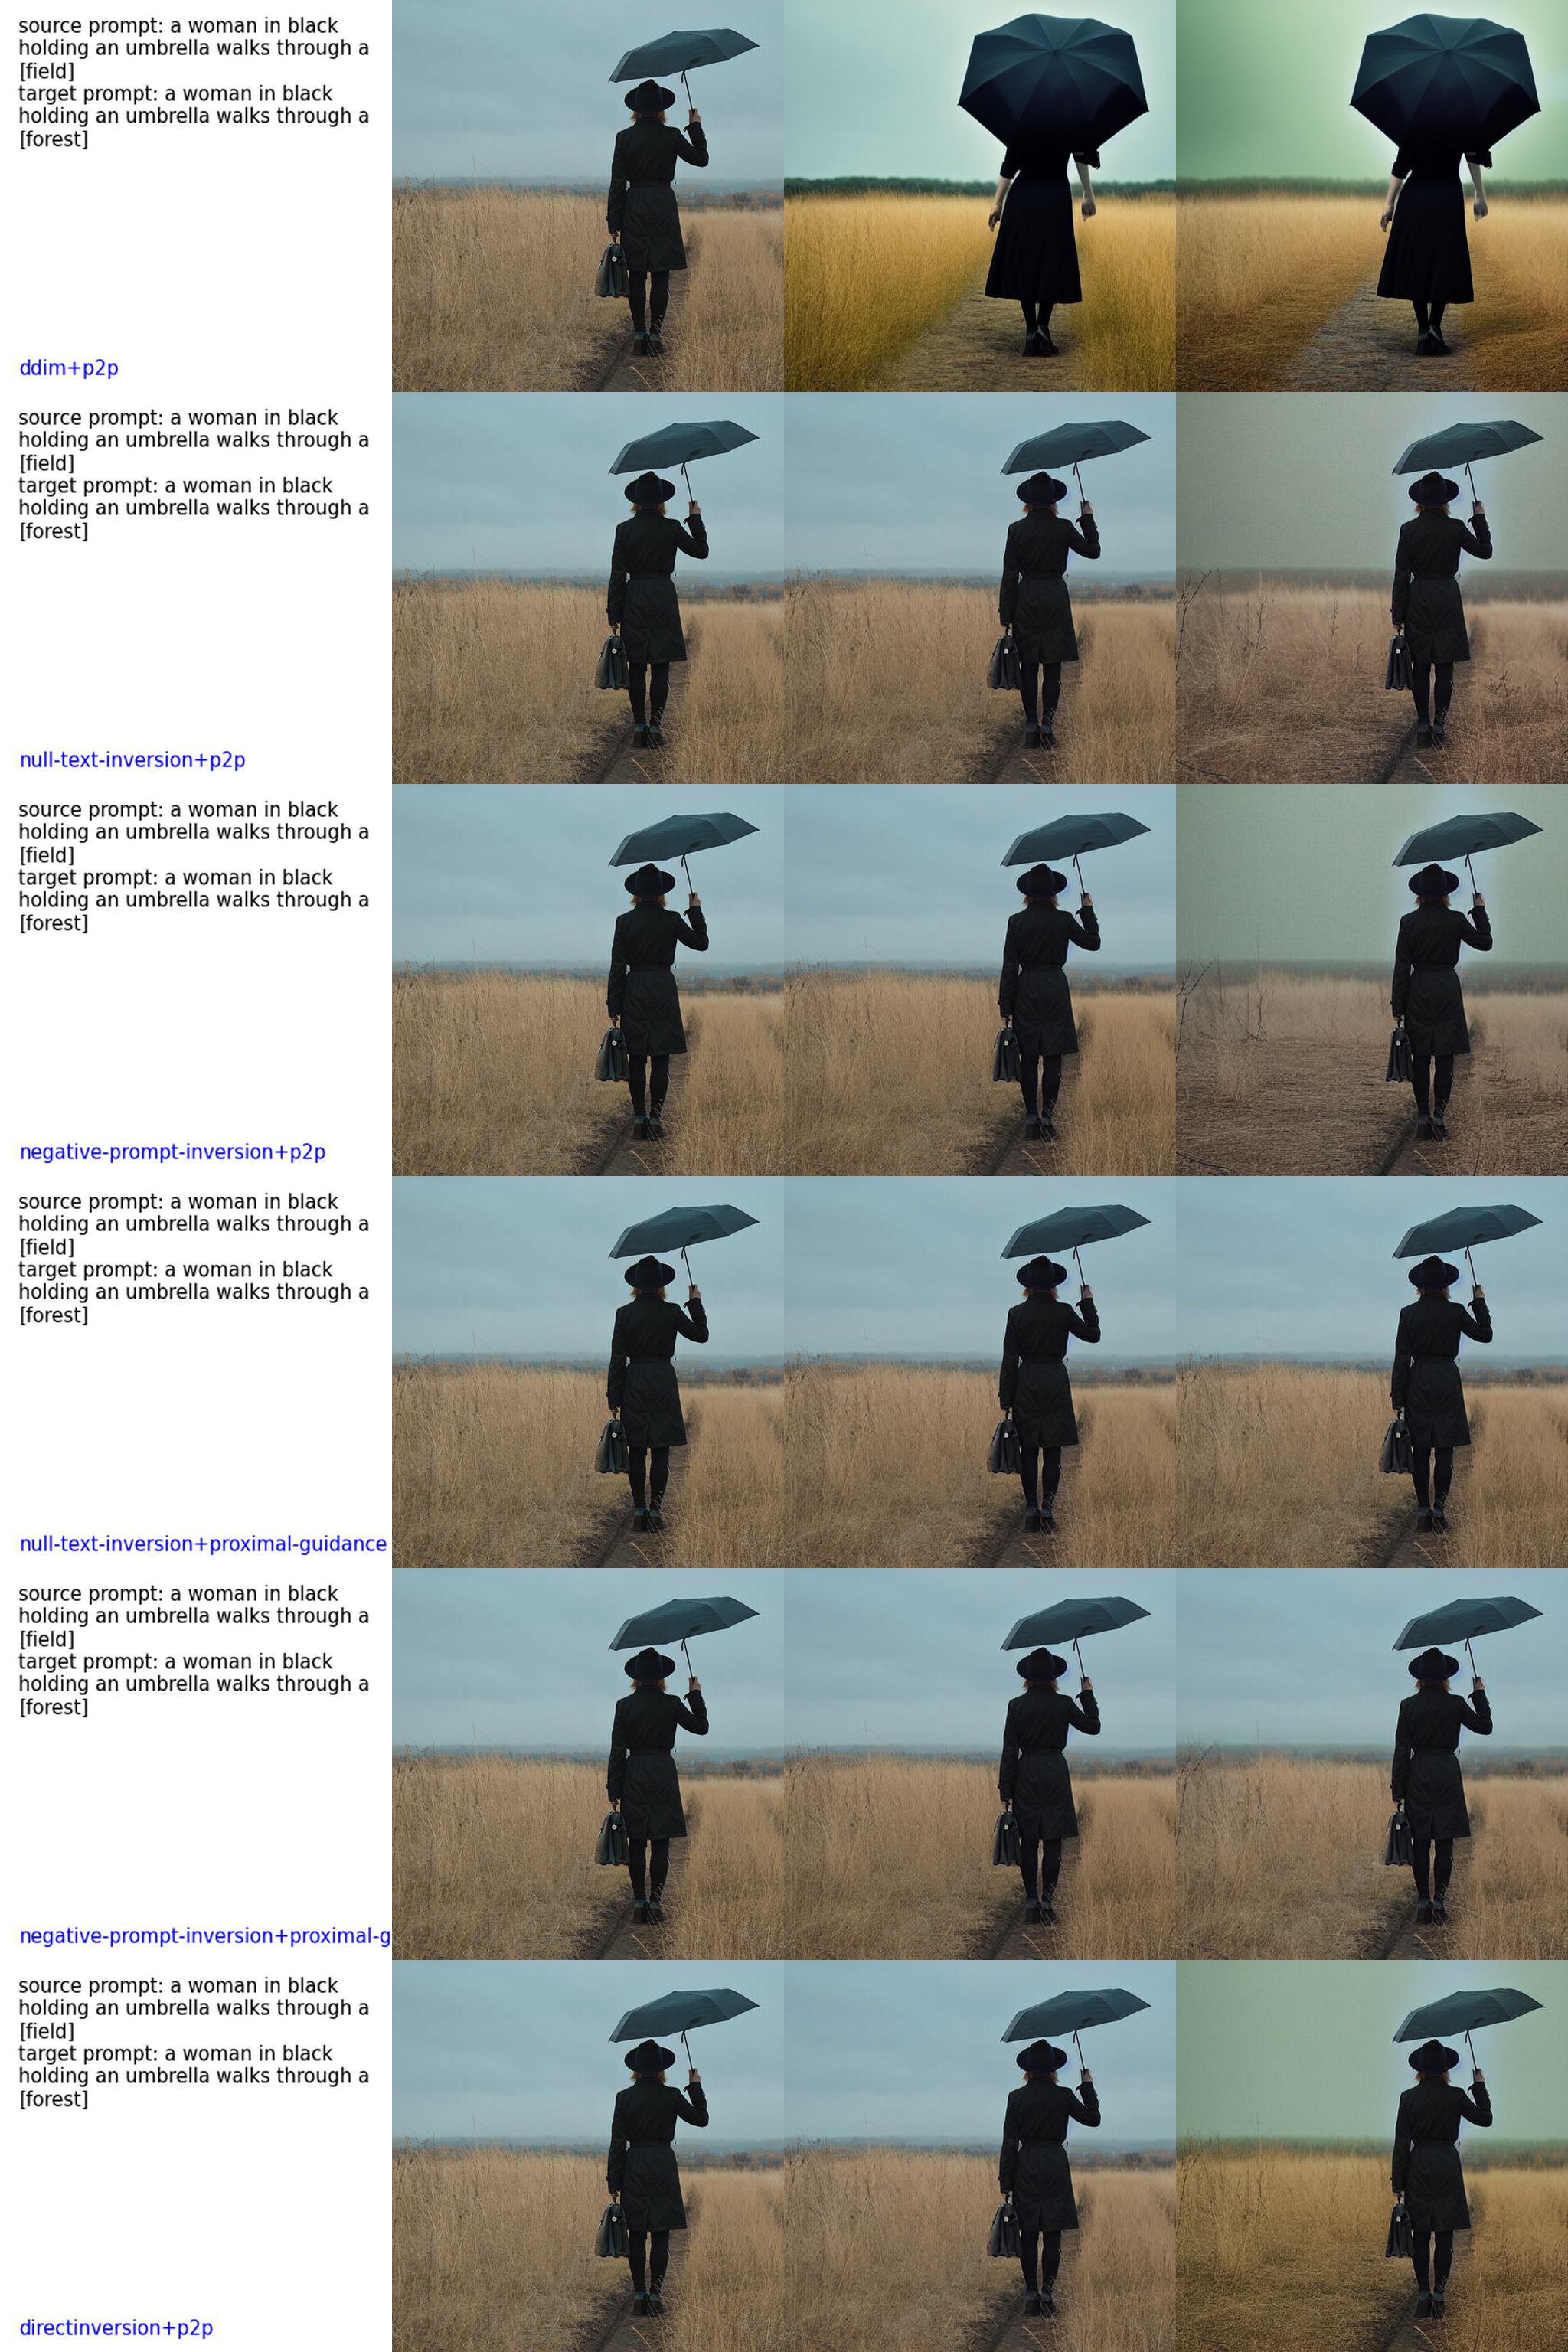 source prompt: a woman in black
holding an umbrella walks through a
[field]
target prompt: a woman in black
holding an umbrella walks through a
[forest]
ddim+p2p
source prompt: a woman in black
holding an umbrella walks through a
[field]
target prompt: a woman in black
holding an umbrella walks through a
[forest]
null-text-inversion+p2p
source prompt: a woman in black
holding an umbrella walks through a
[field]
target prompt: a woman in black
holding an umbrella walks through a
[forest]
negative-prompt-inversion+p2p
source prompt: a woman in black
holding an umbrella walks through a
[field]
target prompt: a woman in black
holding an umbrella walks through a
[forest]
null-text-inversion+proximal-guidance
source prompt: a woman in black
holding an umbrella walks through a
[field]
target prompt: a woman in black
holding an umbrella walks through a
[forest]
negative-prompt-inversion+proximal-g
source prompt: a woman in black
holding an umbrella walks through a
[field]
target prompt: a woman in black
holding an umbrella walks through a
[forest]
directinversion+p2p